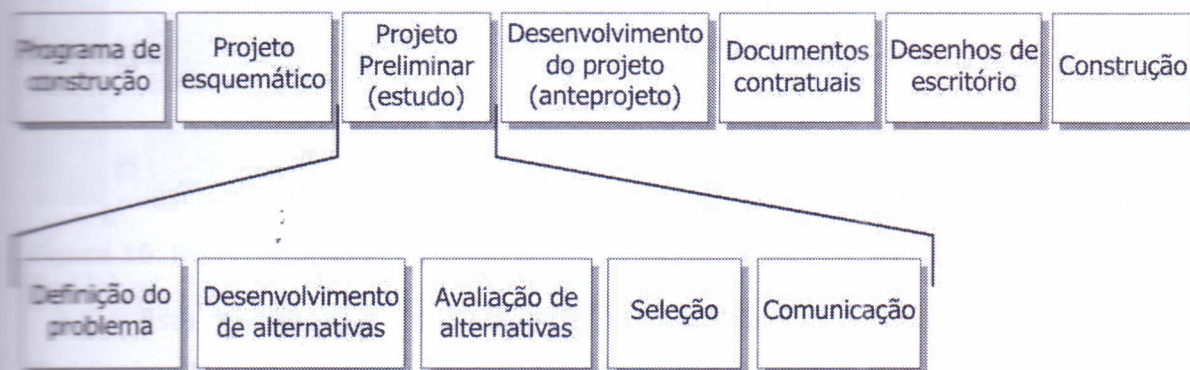 Programa de
construção
Projeto
esquemático
Projeto
Preliminar
(estudo)
Desenvolvimento
do projeto
(anteprojeto)
Documentos
contratuais
Desenhos de
escritório
Construção
Definição do
problema
Desenvolvimento
de alternativas
Avaliação de
alternativas
Seleção
Comunicação